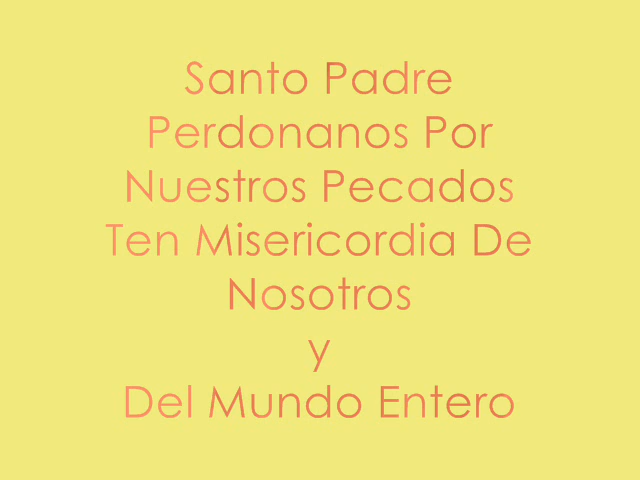 Santo Padre
Perdonanos Por
Nuestros Pecados
Ten Misericordia De
Nosotros
y
Del Mundo Entero